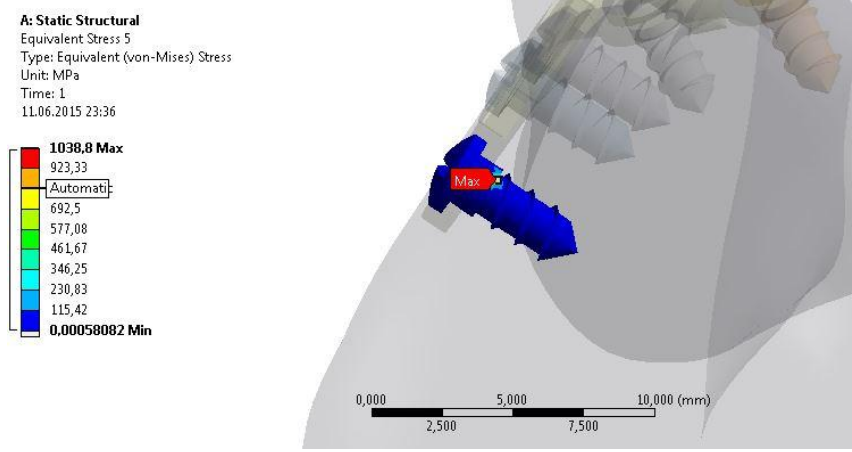 A: Static Structural
Equivalent Stress 5
Type: Equivalent (von-Mises) Stress
Unit: MPa
Time: 1
11.06.2015 23:36
1038,8 Max
923,33
Automatic
692,5
577,08
461,67
346,25
230,83
115,42
0,00058082 Min
Max
0,000 5,000 10,000 (mm)
2,500 7,500